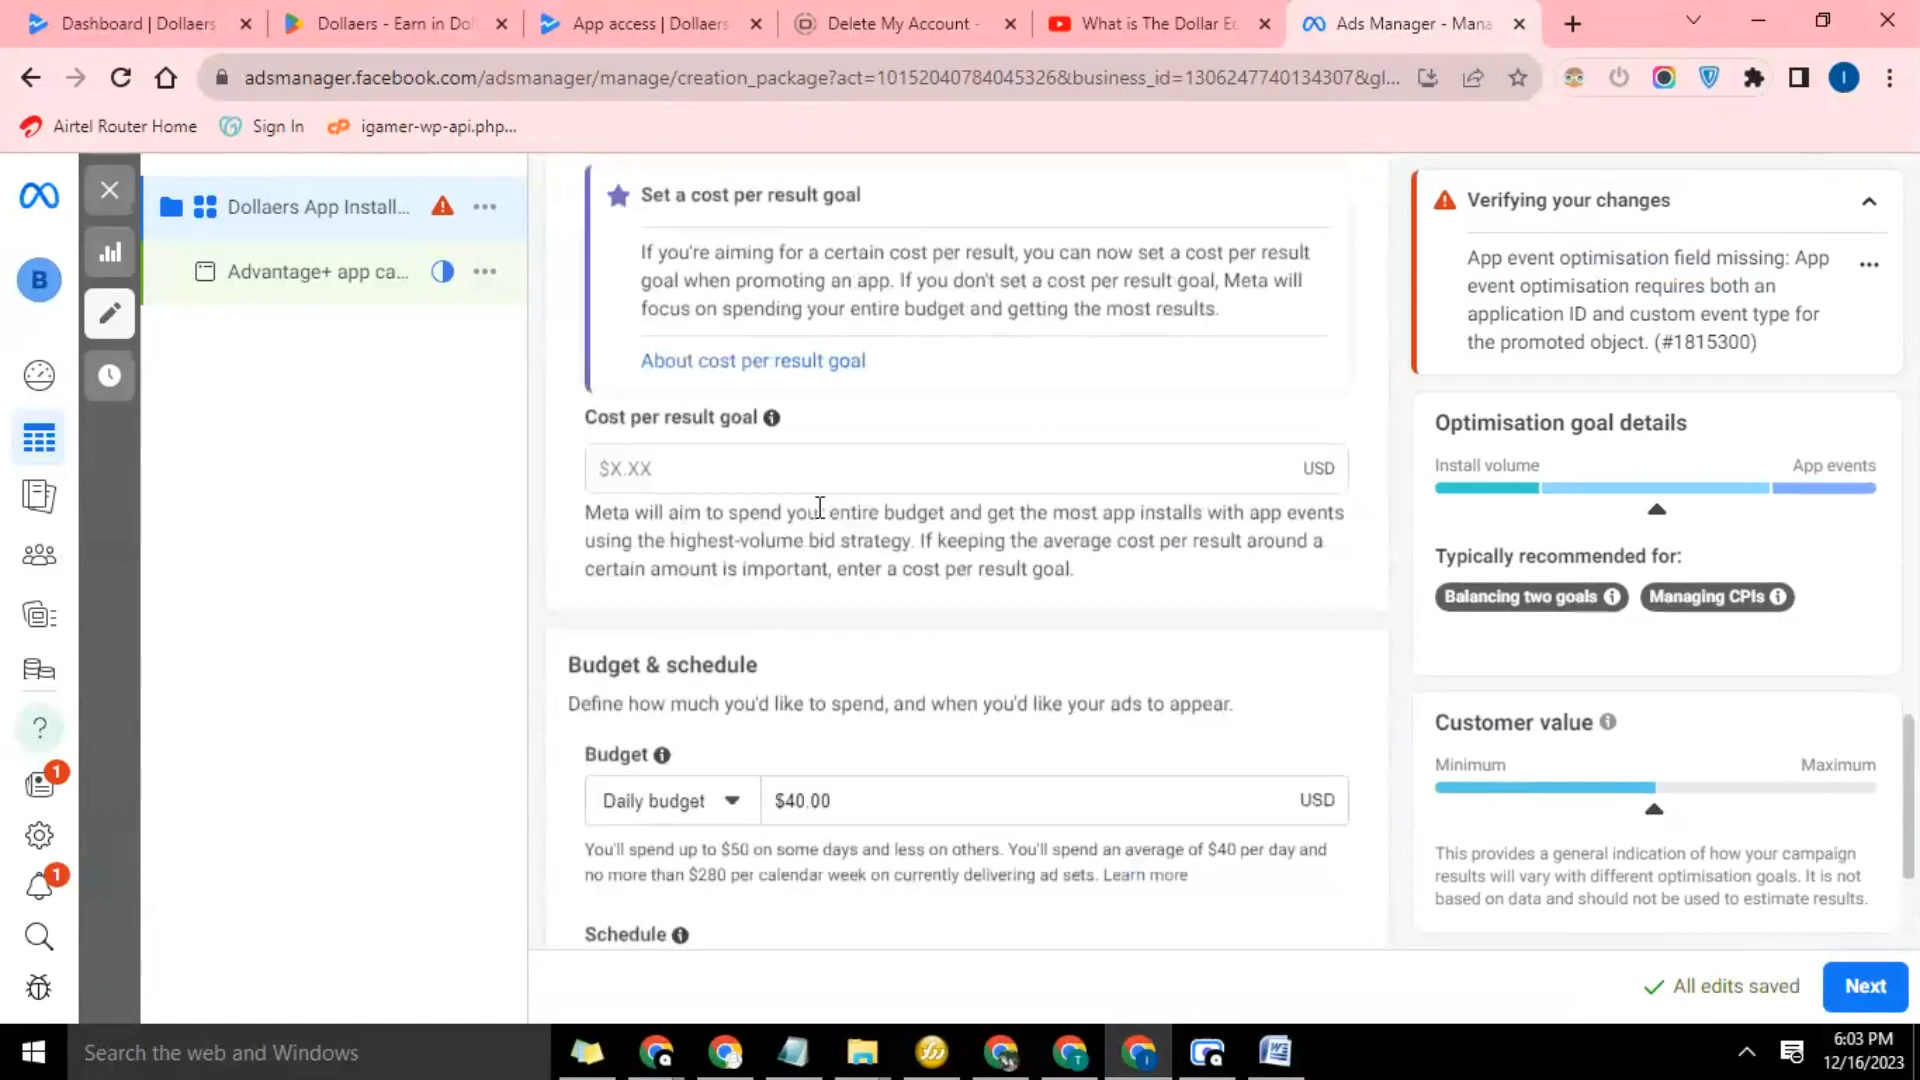 Dashboard | Dollaers
Dollaers - Earn in Dol
App access | Dollaers
Delete My Account -
What is The Dollar Ec
Ads Manager - Mana
adsmanager.facebook.com/adsmanager/manage/creation_package?act=10152040784045326&business_id=1306247740134307&gl...
I
Airtel Router Home
Sign In
igamer-wp-api.php...
B
Dollaers App Install...
Advantage+ app ca...
Set a cost per result goal
If you're aiming for a certain cost per result, you can now set a cost per result
goal when promoting an app. If you don't set a cost per result goal, Meta will
focus on spending your entire budget and getting the most results.
About cost per result goal
Cost per result goal
$X.XX
USD
Meta will aim to spend your entire budget and get the most app installs with app events
using the highest-volume bid strategy. If keeping the average cost per result around a
certain amount is important, enter a cost per result goal.
Budget & schedule
Define how much you'd like to spend, and when you'd like your ads to appear.
Budget
Daily budget
$40.00
USD
You'll spend up to $50 on some days and less on others. You'll spend an average of $40 per day and
no more than $280 per calendar week on currently delivering ad sets. Learn more
Schedule
Verifying your changes
App event optimisation field missing: App
event optimisation requires both an
application ID and custom event type for
the promoted object. (#1815300)
Optimisation goal details
Install volume
App events
Typically recommended for:
Balancing two goals
Managing CPIs
Customer value
Minimum
Maximum
This provides a general indication of how your campaign
results will vary with different optimisation goals. It is not
based on data and should not be used to estimate results.
1
1
All edits saved
Next
Search the web and Windows
6:03 PM
12/16/2023